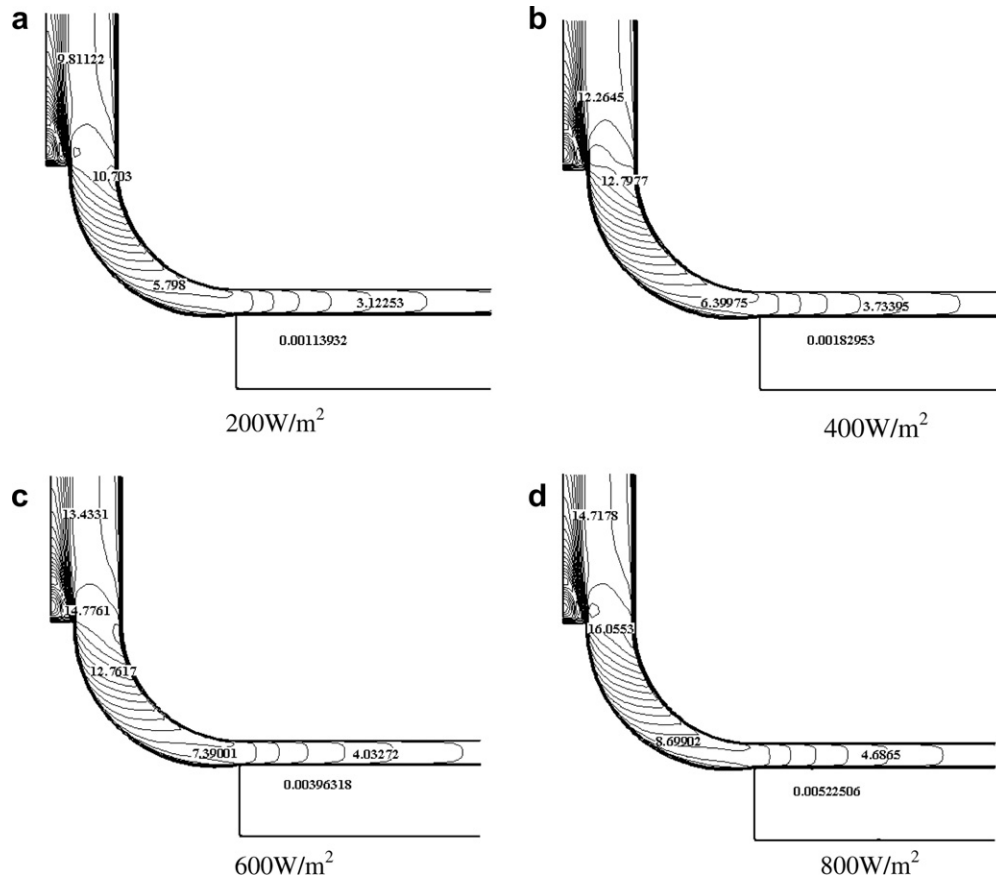 a
9.81122
10.703
5.798
3.12253
0.00113932
200W/m²
b
12.2645
12.7977
6.39975
3.73395
0.00182953
400W/m²
c
13.4331
14.7761
12.7617
7.39001
4.03272
0.00396318
600W/m²
d
14.7178
16.0553
8.69902
4.6865
0.00522506
800W/m²